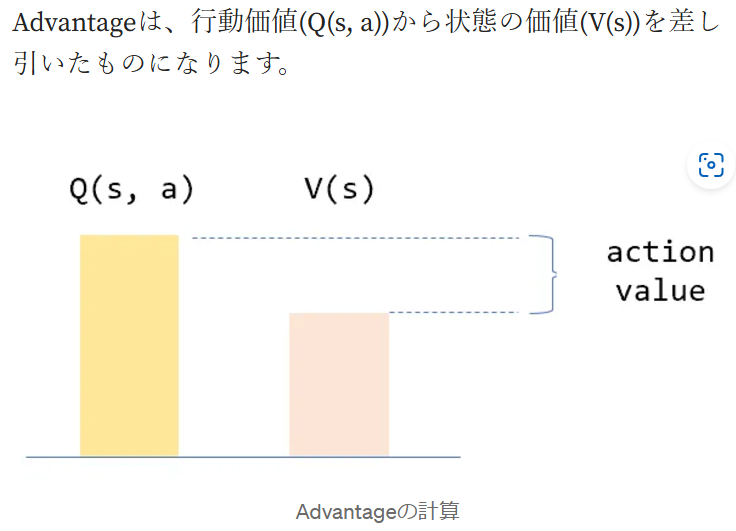 Advantageは、行動価値(Q(s, a))から状態の価値(V(s))を差し
引いたものになります。
Q(s, a)
V(s)
action
value
Advantageの計算